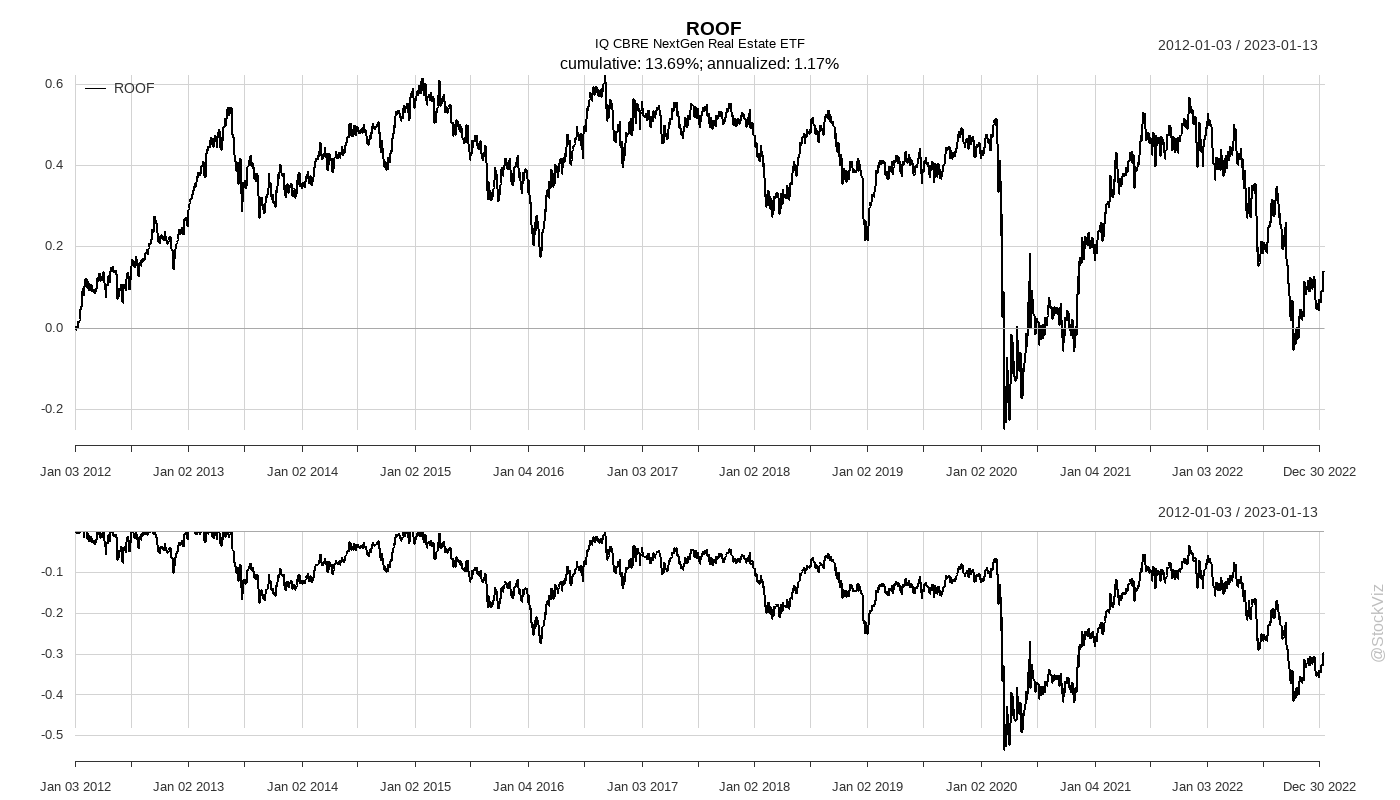 ROOF
IQ CBRE NextGen Real Estate ETF
2012-01-03 / 2023-01-13
cumulative: 13.69%; annualized: 1.17%
ROOF
0.6
0.4
0.2
0.0
-0.2
Jan 03 2012 Jan 02 2013 Jan 02 2014 Jan 02 2015 Jan 04 2016 Jan 03 2017 Jan 02 2018 Jan 02 2019 Jan 02 2020 Jan 04 2021 Jan 03 2022 Dec 30 2022
2012-01-03 / 2023-01-13
-0.1
-0.2
-0.3
-0.4
-0.5
Jan 03 2012 Jan 02 2013 Jan 02 2014 Jan 02 2015 Jan 04 2016 Jan 03 2017 Jan 02 2018 Jan 02 2019 Jan 02 2020 Jan 04 2021 Jan 03 2022 Dec 30 2022
@StockViz